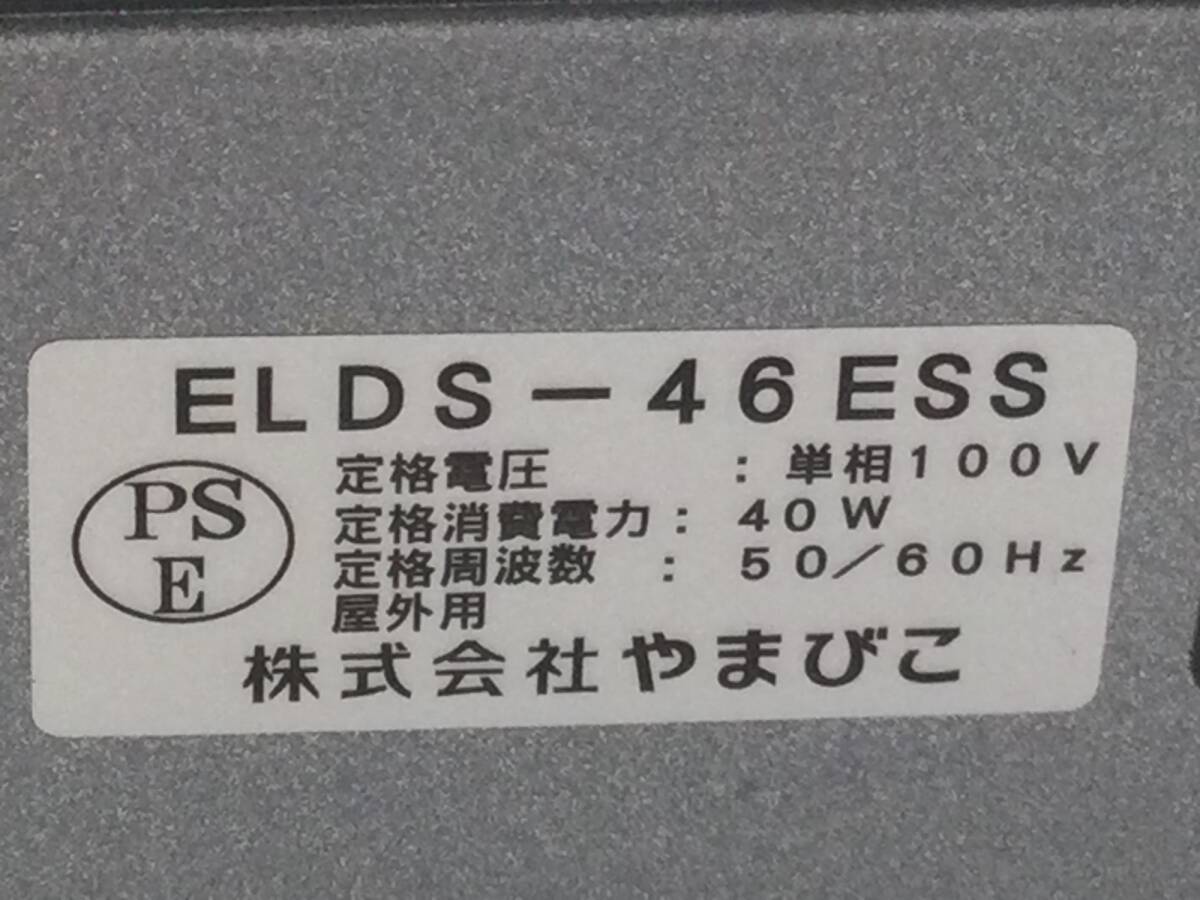 ELDS－46ESS
PS
E
定格電圧　　　：単相100V
定格消費電力：　40W
定格周波数　：　50／60Hz
屋外用
株式会社やまびこ